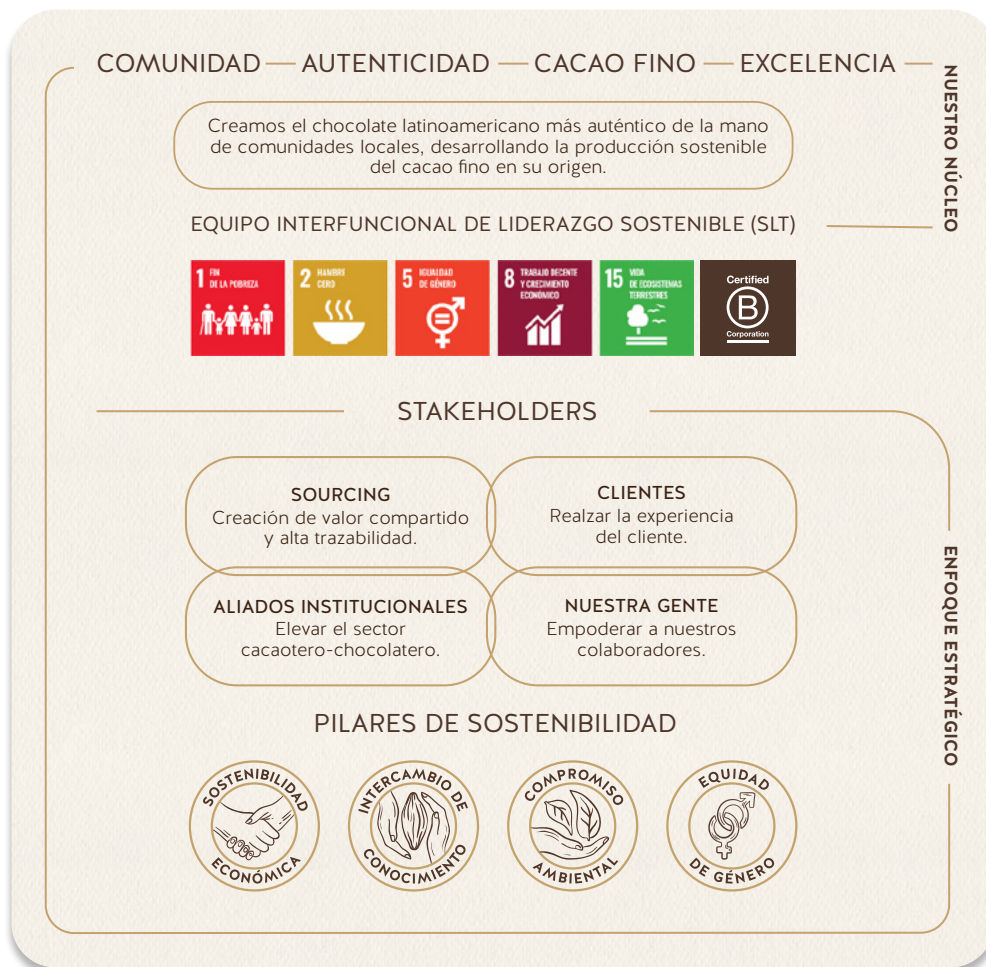 COMUNIDAD — AUTENTICIDAD — CACAO FINO — EXCELENCIA
NUESTRO NÚCLEO
Creamos el chocolate latinoamericano más auténtico de la mano
de comunidades locales, desarrollando la producción sostenible
del cacao fino en su origen.
EQUIPO INTERFUNCIONAL DE LIDERAZGO SOSTENIBLE (SLT)
1 FIN
DE LA POBREZA
2 HAMBRE
CERO
5 IGUALDAD
DE GÉNERO
8 TRABAJO DECENTE
Y CRECIMIENTO
ECONÓMICO
15 VIDA
DE ECOSISTEMAS
TERRESTRES
Certified
B
Corporation
STAKEHOLDERS
SOURCING
Creación de valor compartido
y alta trazabilidad.
CLIENTES
Realzar la experiencia
del cliente.
ALIADOS INSTITUCIONALES
Elevar el sector
cacaotero-chocolatero.
NUESTRA GENTE
Empoderar a nuestros
colaboradores.
ENFOQUE ESTRATÉGICO
PILARES DE SOSTENIBILIDAD
SOSTENIBILIDAD
ECONÓMICA
INTERCAMBIO DE
CONOCIMIENTO
COMPROMISO
AMBIENTAL
EQUIDAD
DE GÉNERO